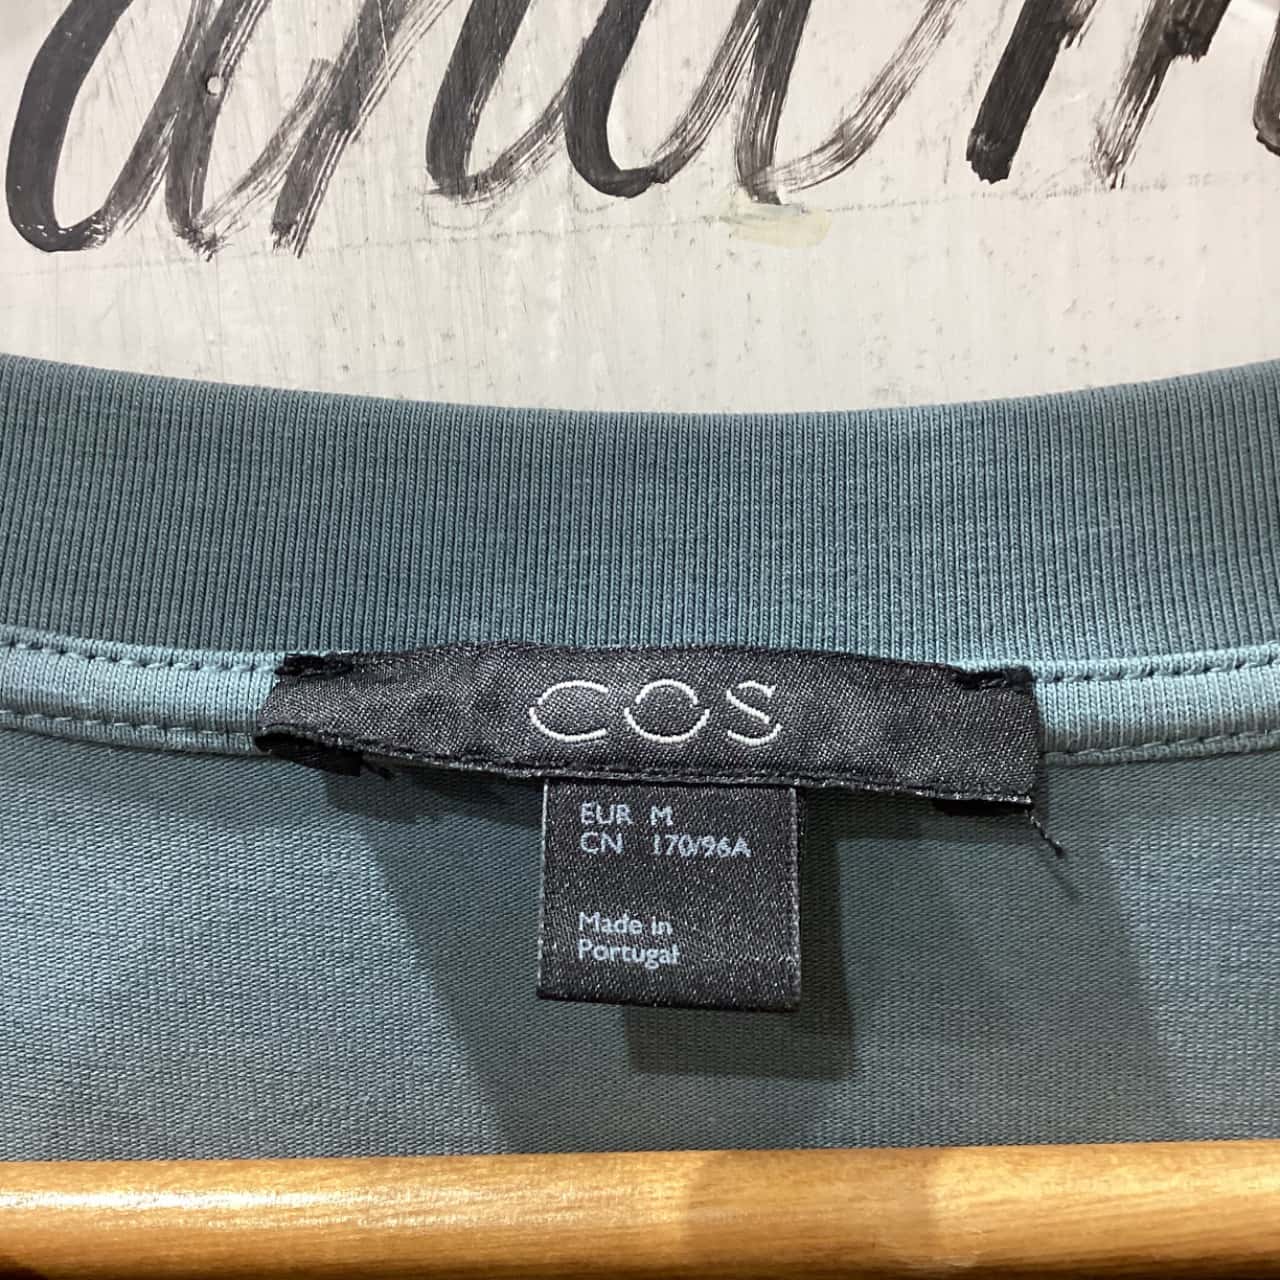 COS
EUR M
CN 170/96A
Made in
Portugal